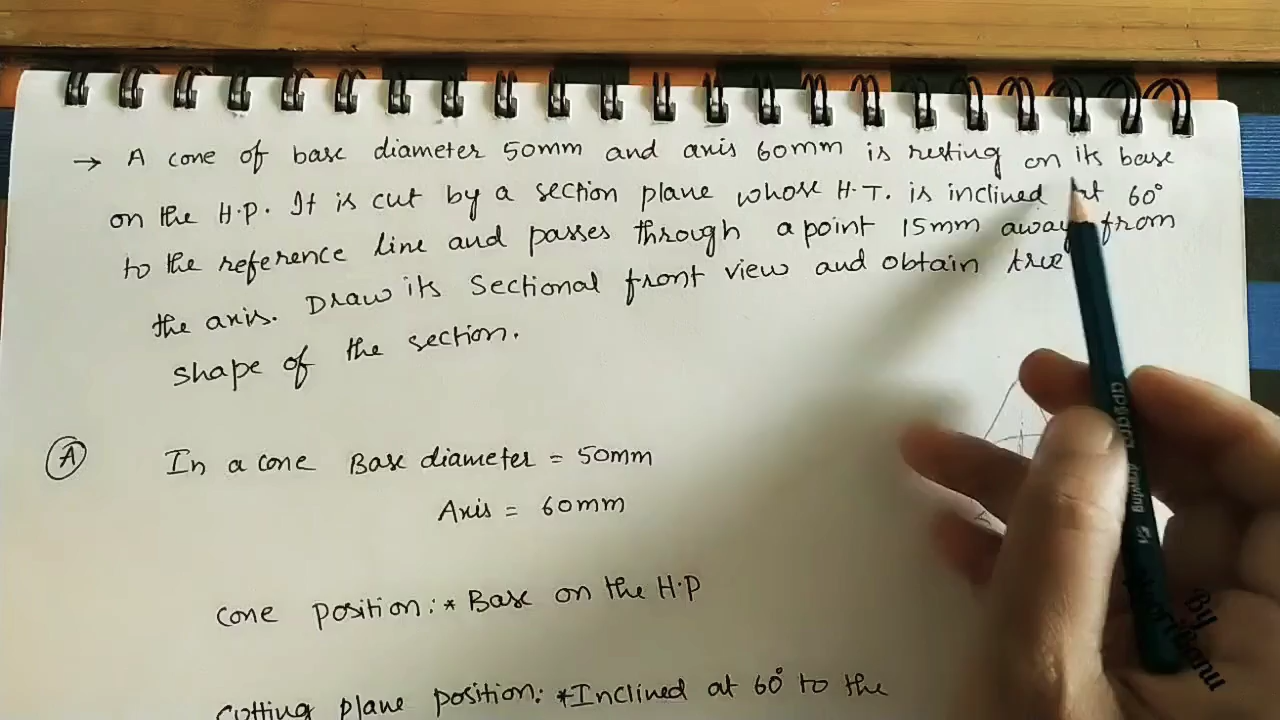 → A cone of base diameter 50mm and axis 60mm is resting on its base
on the H.P. It is cut by a section plane whose H.T. is inclined at 60°
to the reference line and passes through a point 15mm away from
the axis. Draw its sectional front view and obtain true
shape of the section.
A In a cone Base diameter = 50mm
Axis = 60mm
cone position: * Base on the H.P
Cutting plane position: *Inclined at 60° to the
apsara drawing
By